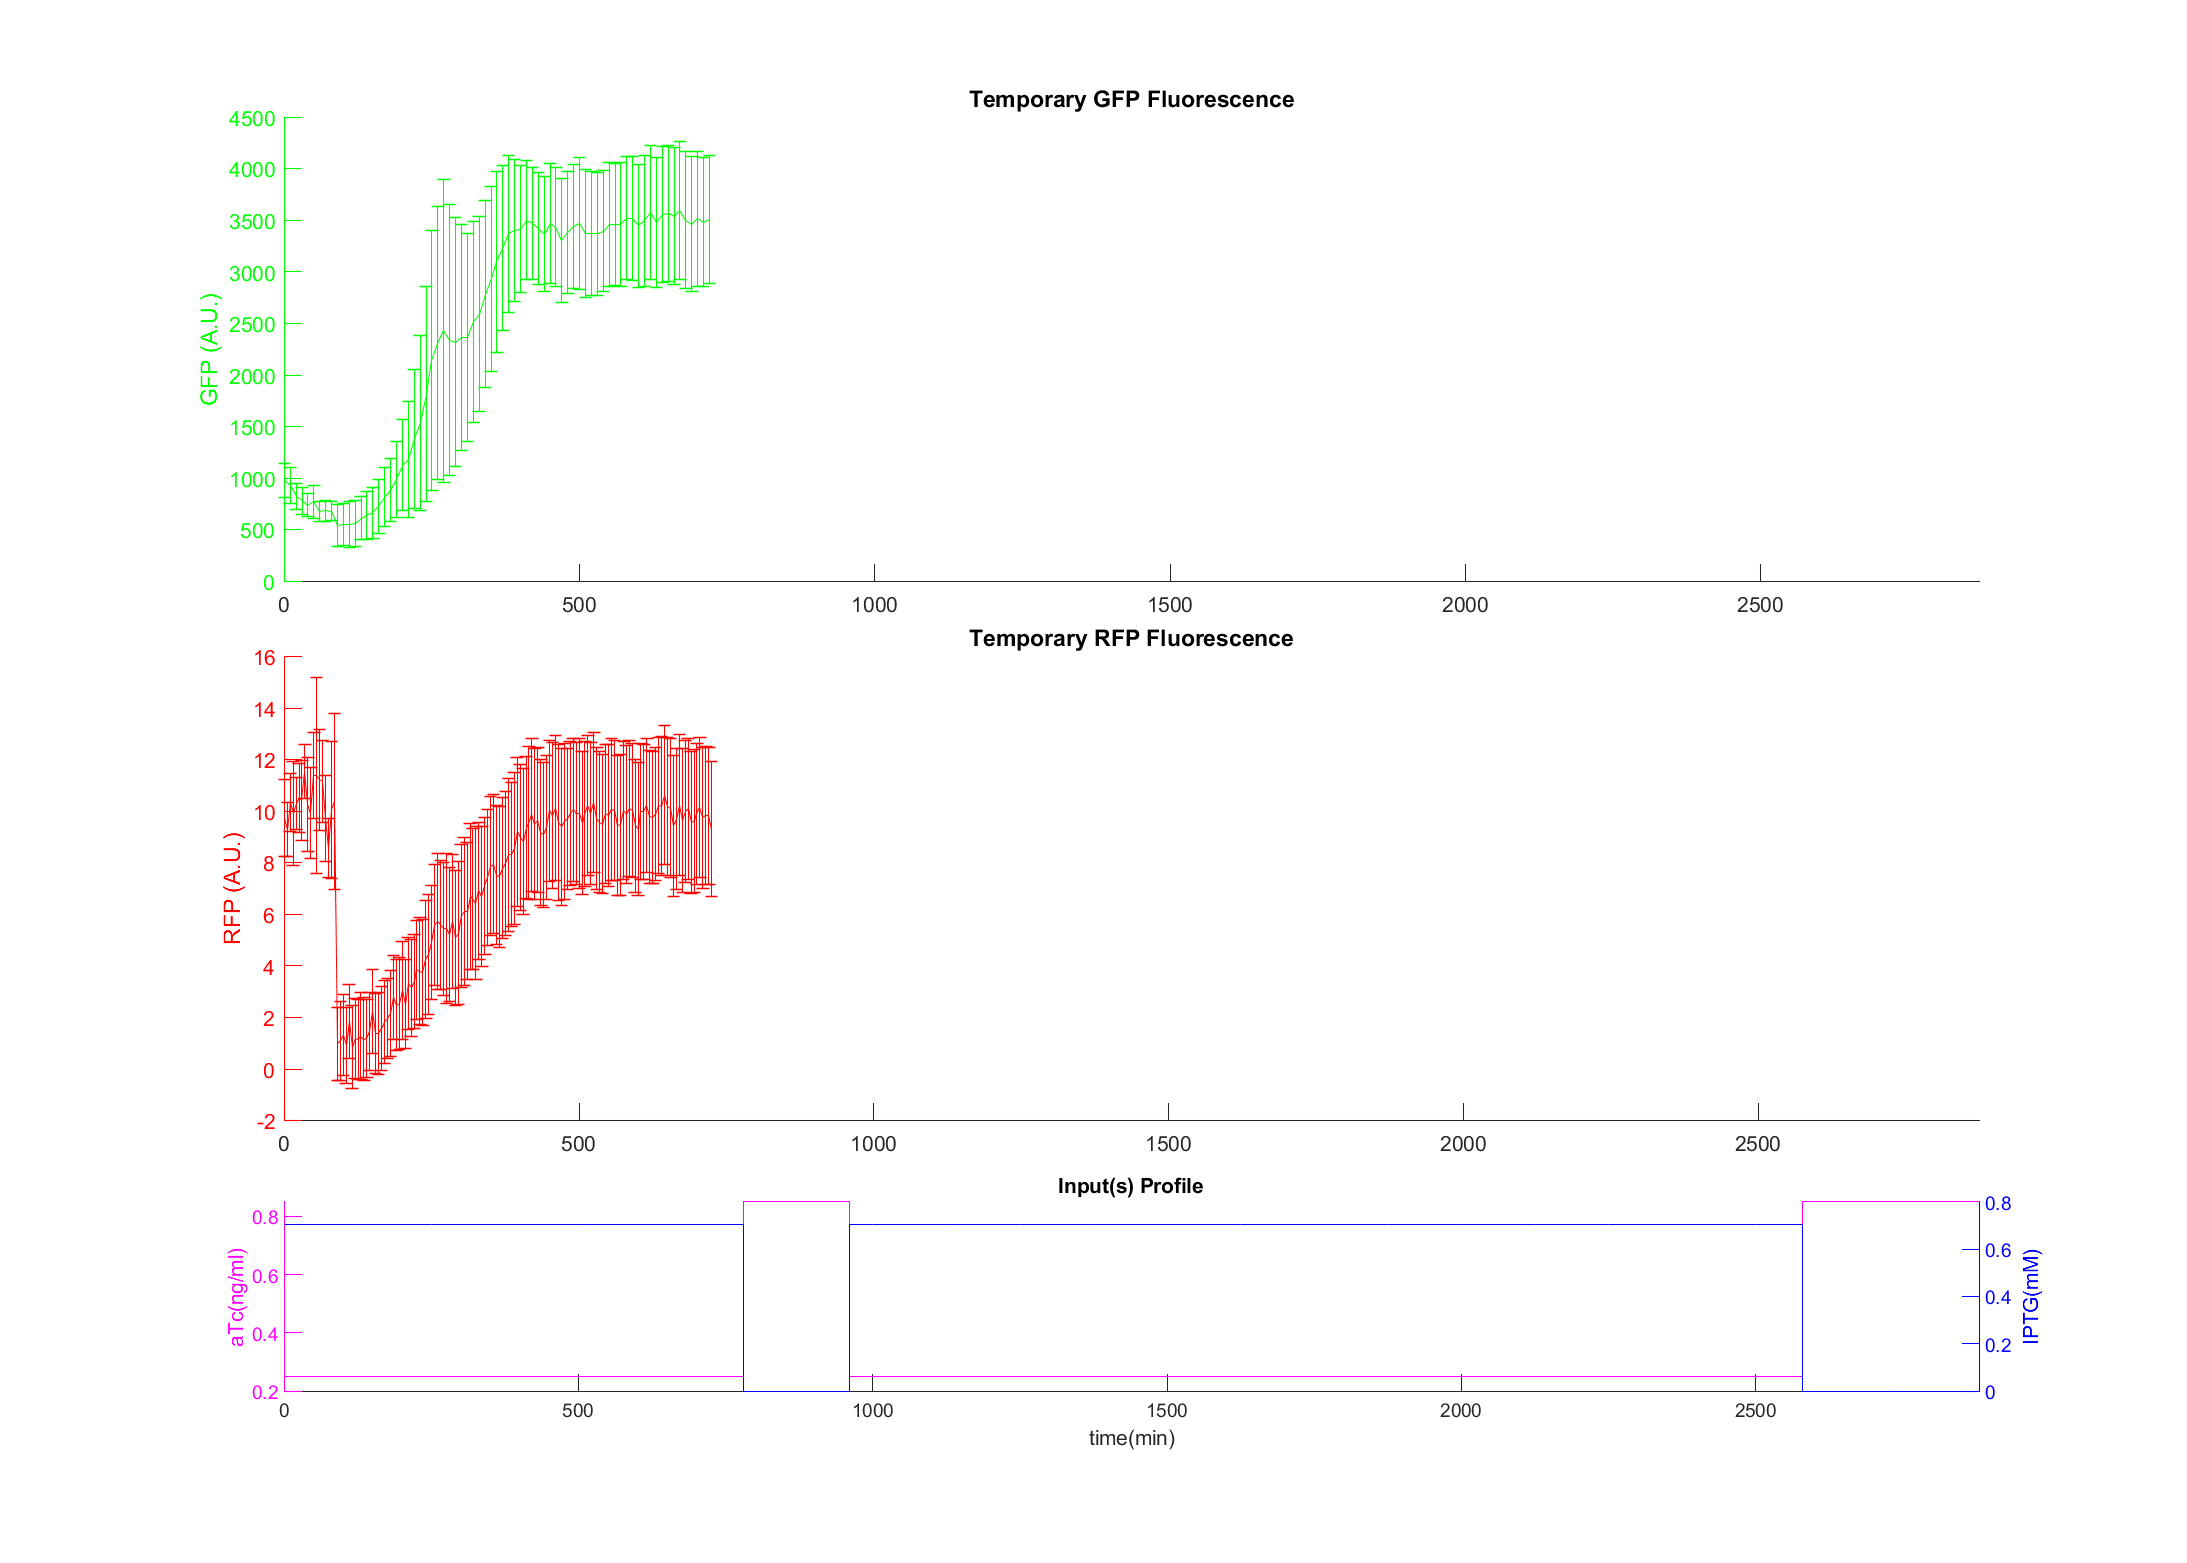 Temporary GFP Fluorescence
4500
4000
3500
3000
2500
2000
1500
1000
500
0
GFP (A.U.)
0 500 1000 1500 2000 2500
Temporary RFP Fluorescence
16
14
12
10
8
6
4
2
0
-2
RFP (A.U.)
0 500 1000 1500 2000 2500
Input(s) Profile
0.8
0.6
0.4
0.2
aTc(ng/ml)
0.8
0.6
0.4
0.2
0
IPTG(mM)
0 500 1000 1500 2000 2500
time(min)